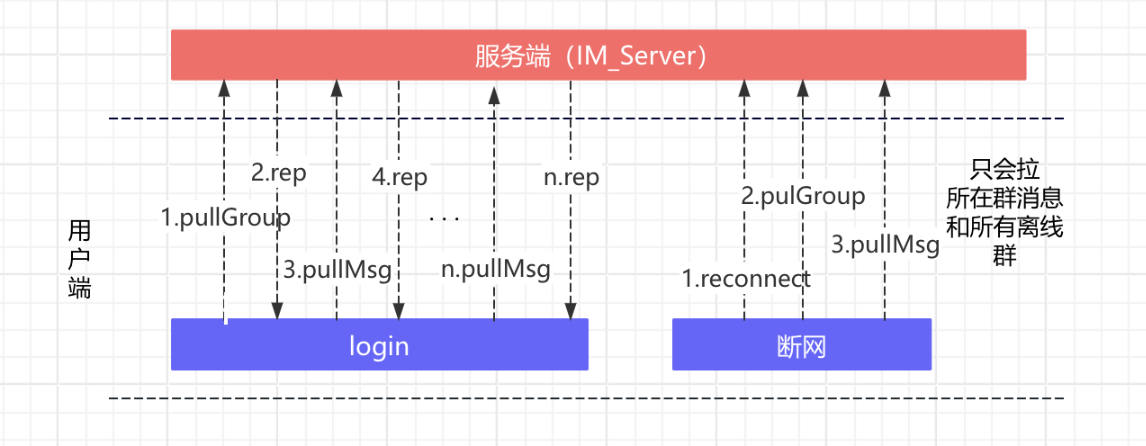 服务端（IM_Server）
2.rep
4.rep
n.rep
1.pullGroup
. . .
3.pullMsg
n.pullMsg
2.pulGroup
3.pullMsg
1.reconnect
只会拉
所在群消息
和所有离线
群
用
户
端
login
断网